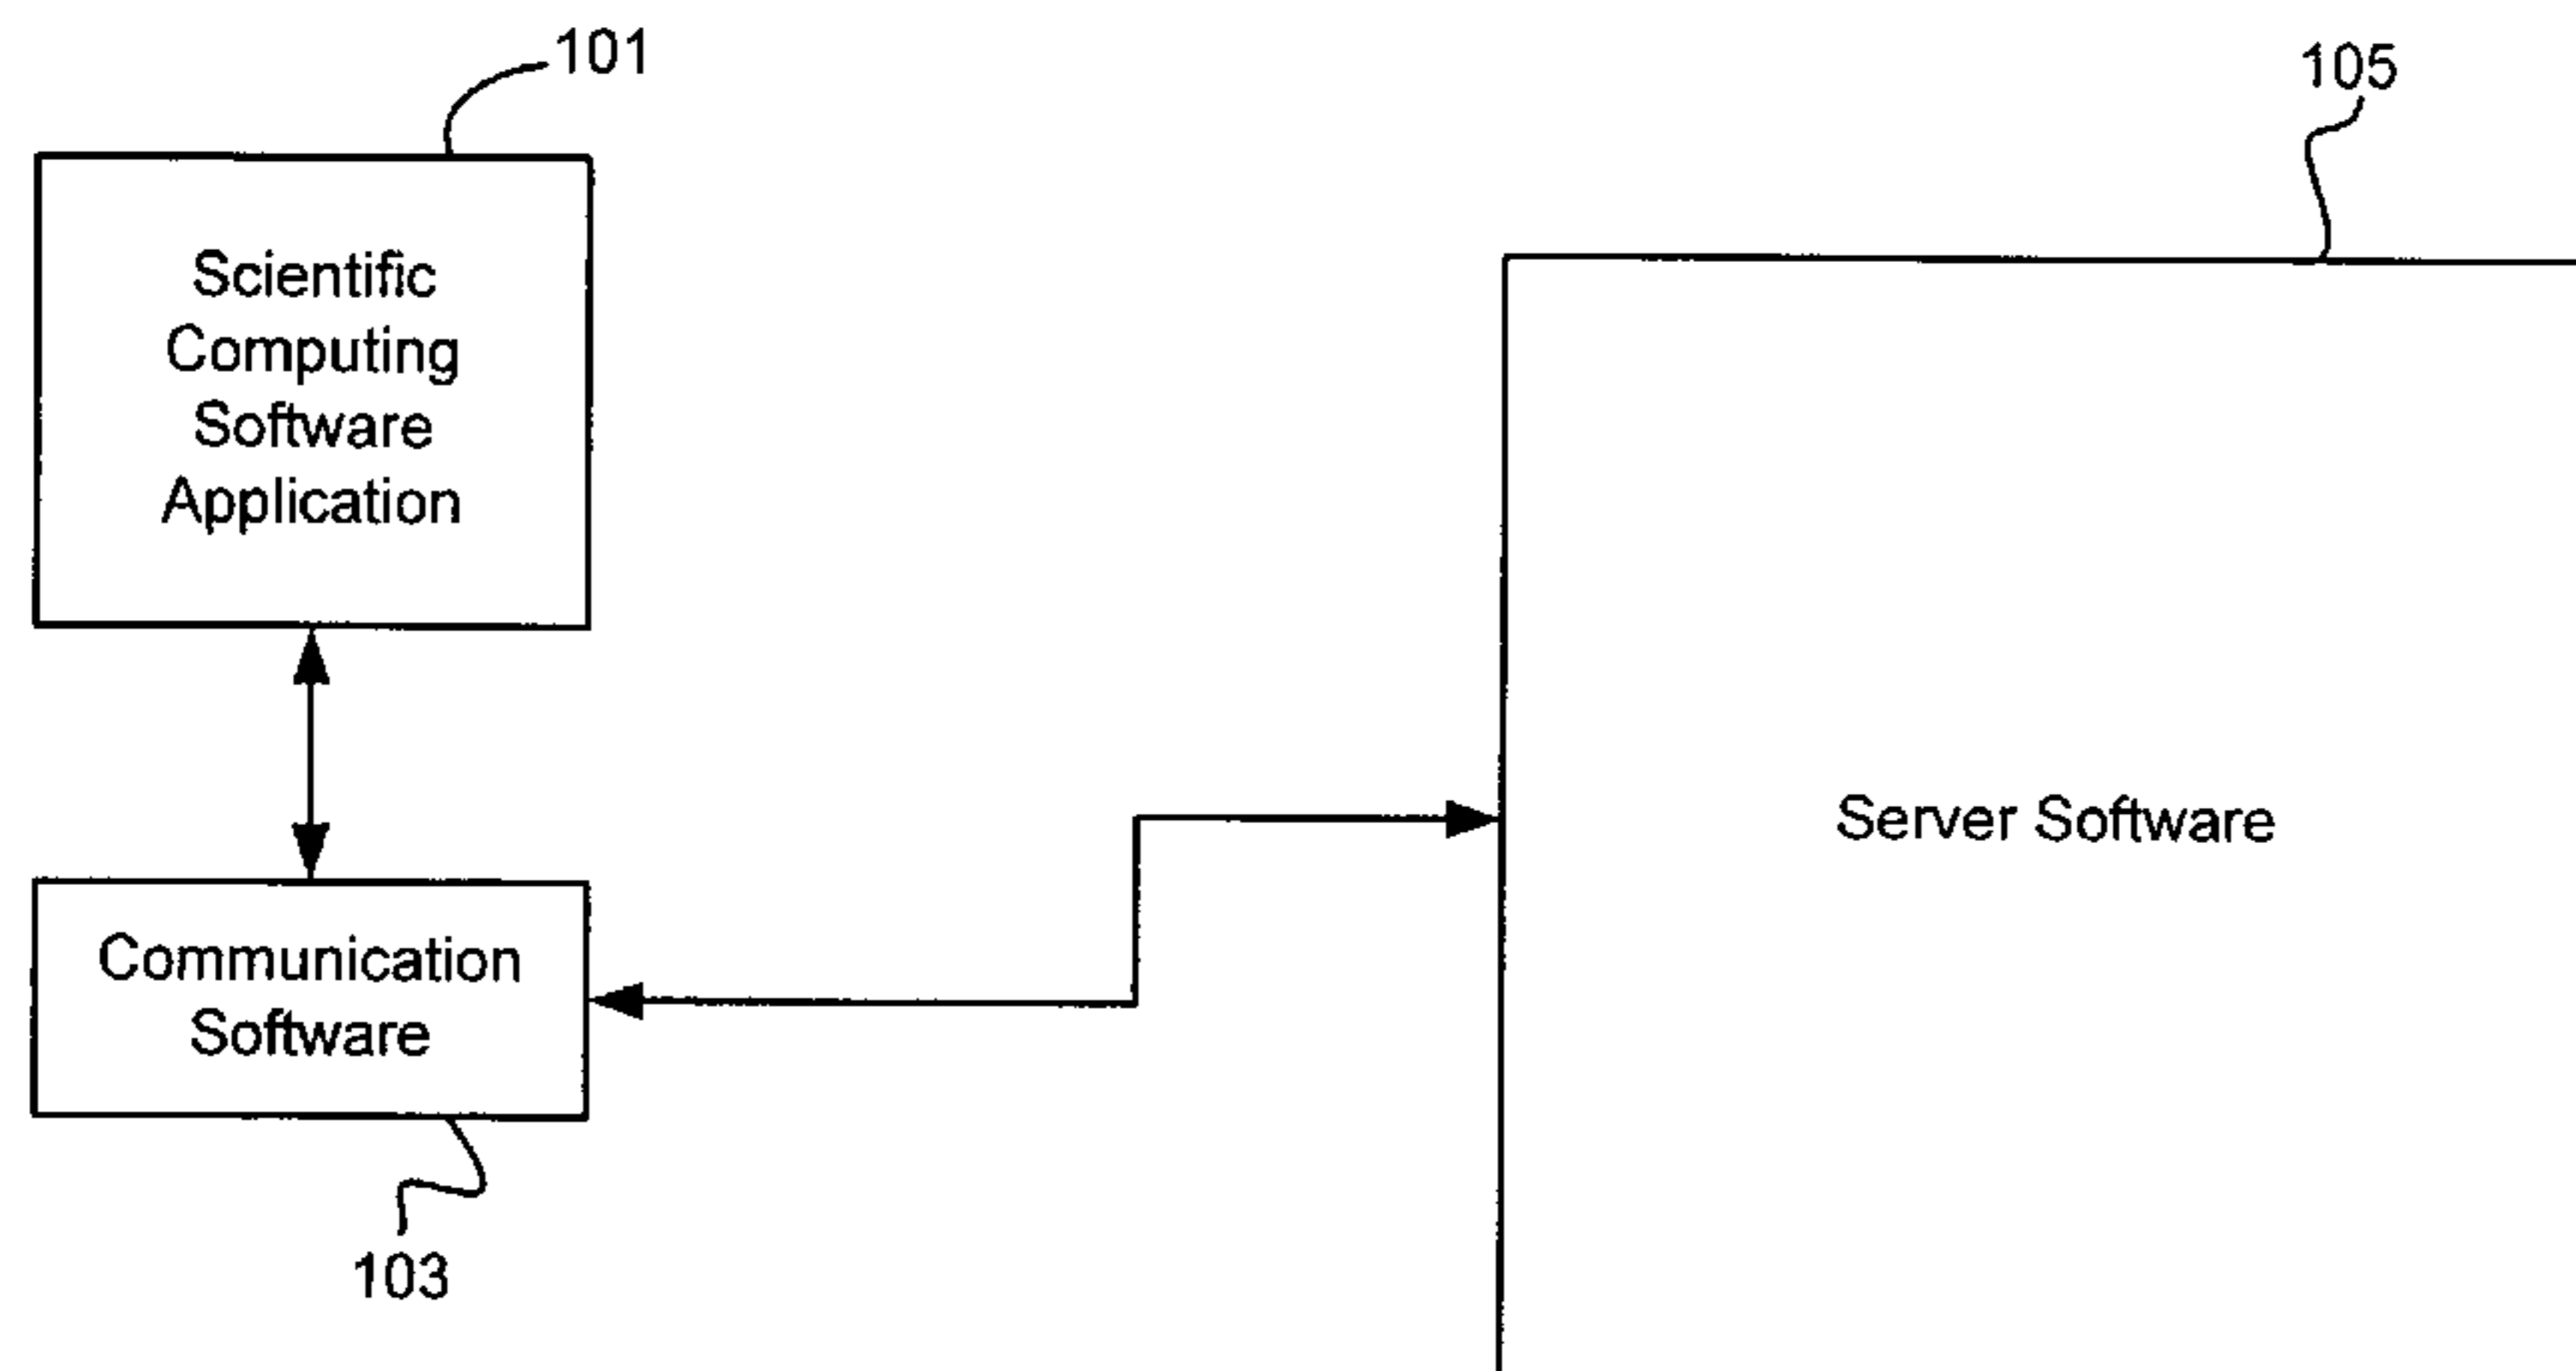 101
105
Scientific
Computing
Software
Application
Server Software
Communication
Software
103